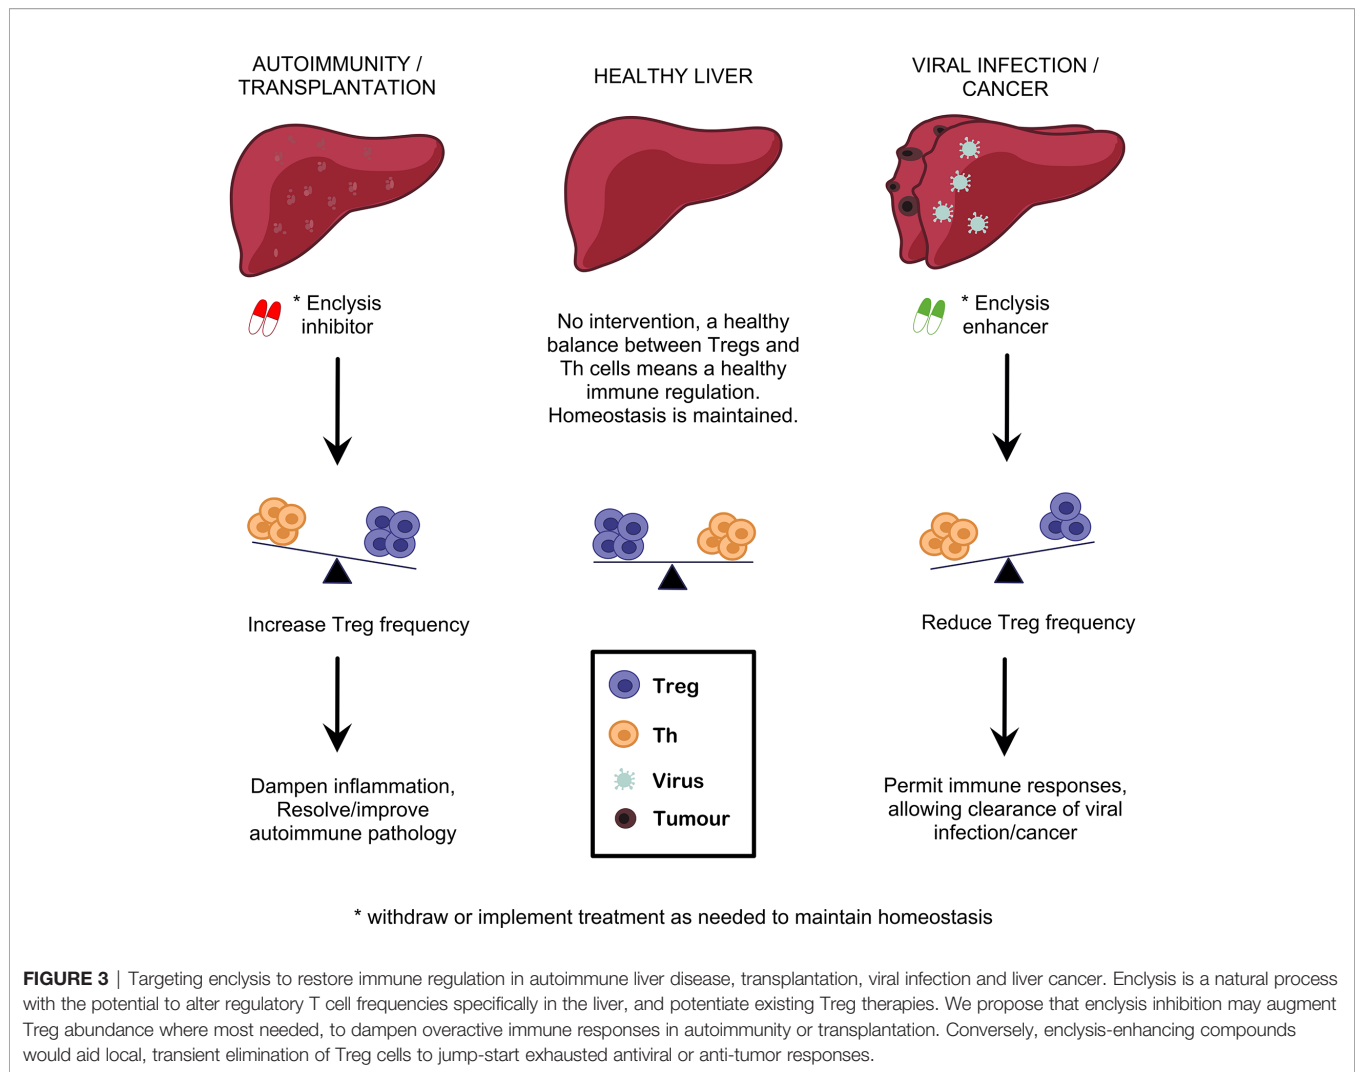 AUTOIMMUNITY /
TRANSPLANTATION
HEALTHY LIVER
VIRAL INFECTION /
CANCER
* Enclysis
inhibitor
No intervention, a healthy
balance between Tregs and
Th cells means a healthy
immune regulation.
Homeostasis is maintained.
* Enclysis
enhancer
Increase Treg frequency
Reduce Treg frequency
Treg
Th
Virus
Tumour
Dampen inflammation,
Resolve/improve
autoimmune pathology
Permit immune responses,
allowing clearance of viral
infection/cancer
* withdraw or implement treatment as needed to maintain homeostasis
FIGURE 3 | Targeting enclysis to restore immune regulation in autoimmune liver disease, transplantation, viral infection and liver cancer. Enclysis is a natural process
with the potential to alter regulatory T cell frequencies specifically in the liver, and potentiate existing Treg therapies. We propose that enclysis inhibition may augment
Treg abundance where most needed, to dampen overactive immune responses in autoimmunity or transplantation. Conversely, enclysis-enhancing compounds
would aid local, transient elimination of Treg cells to jump-start exhausted antiviral or anti-tumor responses.